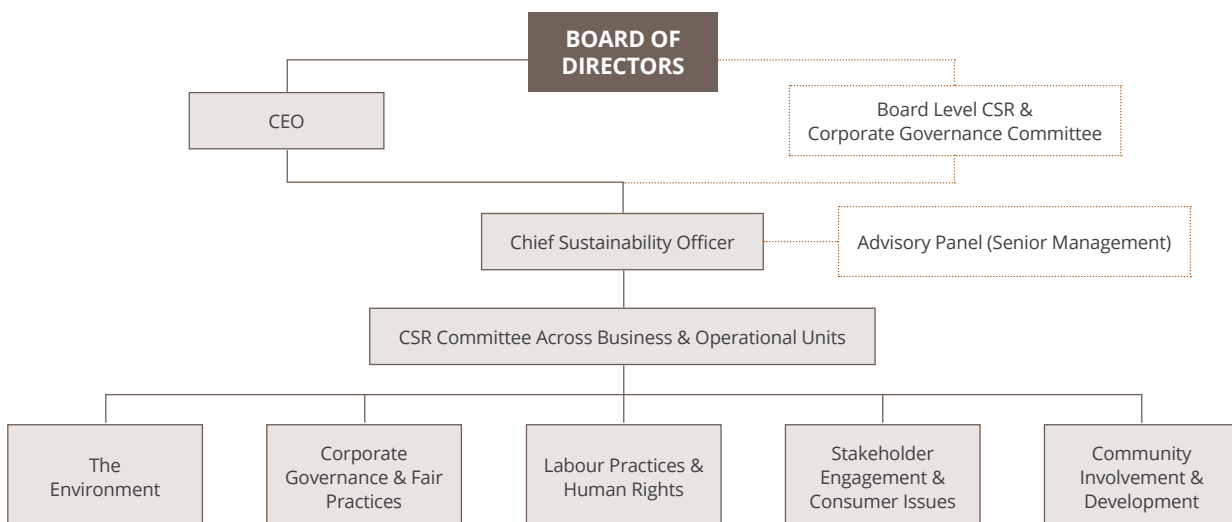 BOARD OF
DIRECTORS
CEO
Board Level CSR &
Corporate Governance Committee
Chief Sustainability Officer
Advisory Panel (Senior Management)
CSR Committee Across Business & Operational Units
The
Environment
Corporate
Governance & Fair
Practices
Labour Practices &
Human Rights
Stakeholder
Engagement &
Consumer Issues
Community
Involvement &
Development